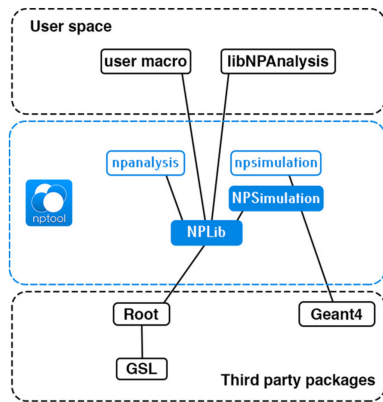 User space
user macro
libNPAnalysis
npanalysis
npsimulation
NPSimulation
nptool
NPLib
Root
Geant4
GSL
Third party packages